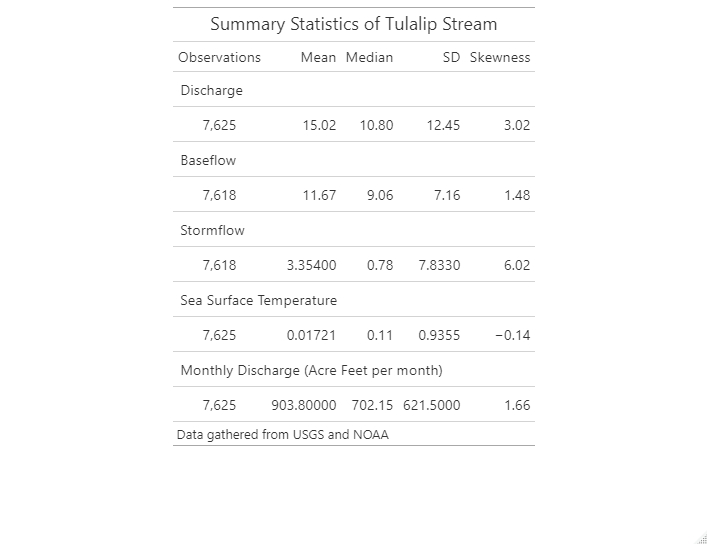 Summary Statistics of Tulalip Stream
Observations Mean Median SD Skewness
Discharge
7,625 15.02 10.80 12.45 3.02
Baseflow
7,618 11.67 9.06 7.16 1.48
Stormflow
7,618 3.35400 0.78 7.8330 6.02
Sea Surface Temperature
7,625 0.01721 0.11 0.9355 −0.14
Monthly Discharge (Acre Feet per month)
7,625 903.80000 702.15 621.5000 1.66
Data gathered from USGS and NOAA